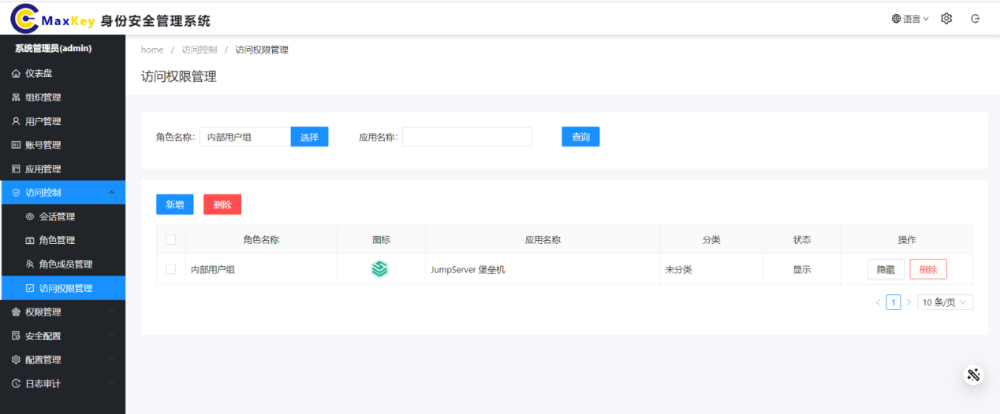 MaxKey 身份安全管理系统
语言
系统管理员(admin)
home / 访问控制 / 访问权限管理
仪表盘
访问权限管理
组织管理
用户管理
账号管理
应用管理
访问控制
会话管理
角色管理
角色成员管理
访问权限管理
权限管理
安全配置
配置管理
日志审计
角色名称: 内部用户组 选择 应用名称: 查询
新增 删除
角色名称 图标 应用名称 分类 状态 操作
内部用户组 JumpServer 堡垒机 未分类 显示 隐藏 删除
< 1 > 10 条/页